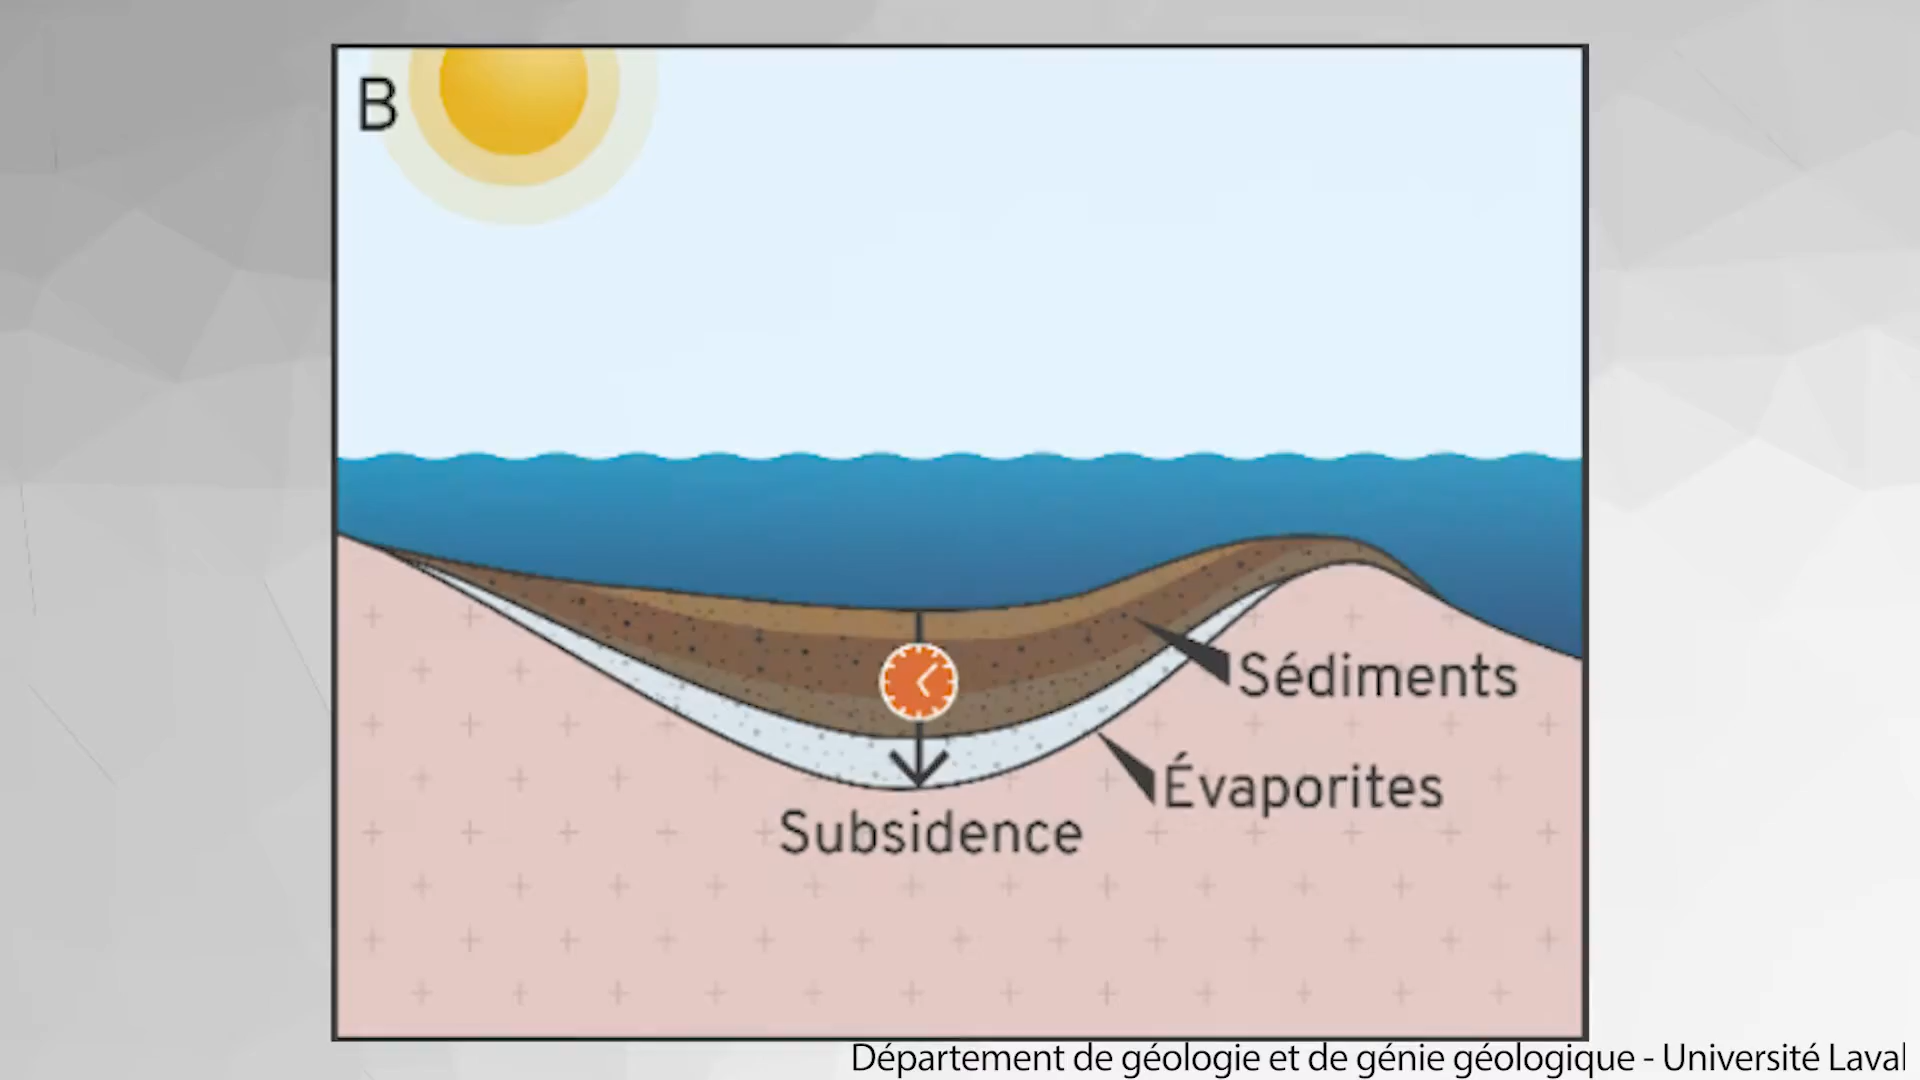 B
Sédiments
Évaporites
Subsidence
Département de géologie et de génie géologique - Université Laval